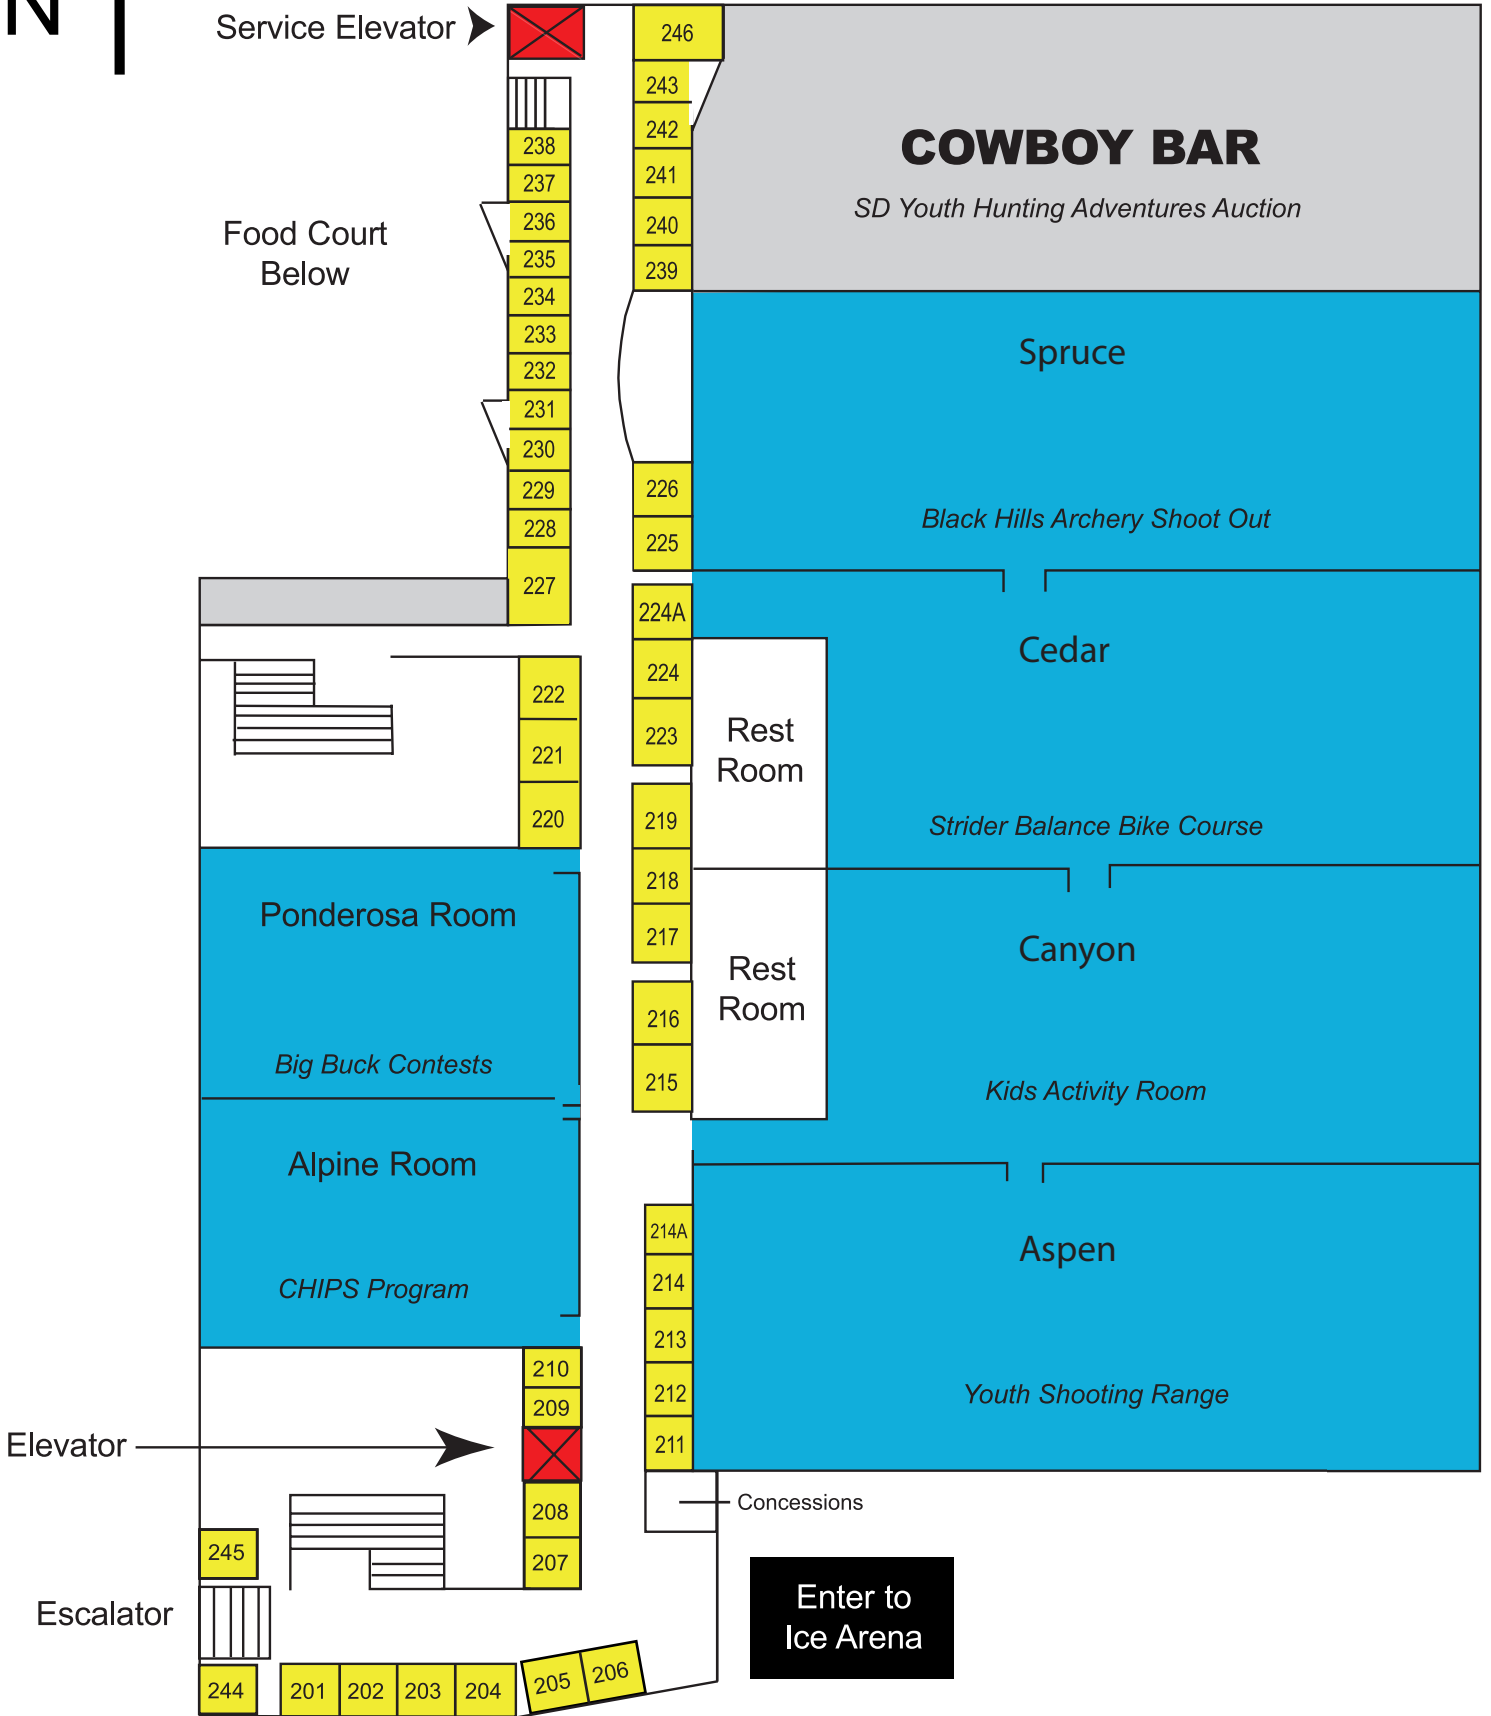 N
Service Elevator
246
243
242
241
240
239
COWBOY BAR
SD Youth Hunting Adventures Auction
238
237
236
235
234
233
232
231
230
229
228
227
Food Court
Below
Spruce
Black Hills Archery Shoot Out
226
225
224A
224
223
Cedar
Strider Balance Bike Course
Rest
Room
222
221
220
219
218
217
216
215
Ponderosa Room
Big Buck Contests
Rest
Room
Canyon
Kids Activity Room
Alpine Room
CHIPS Program
214A
214
213
212
211
Aspen
Youth Shooting Range
210
209
Elevator
208
207
Concessions
245
Escalator
Enter to
Ice Arena
244
201
202
203
204
205
206